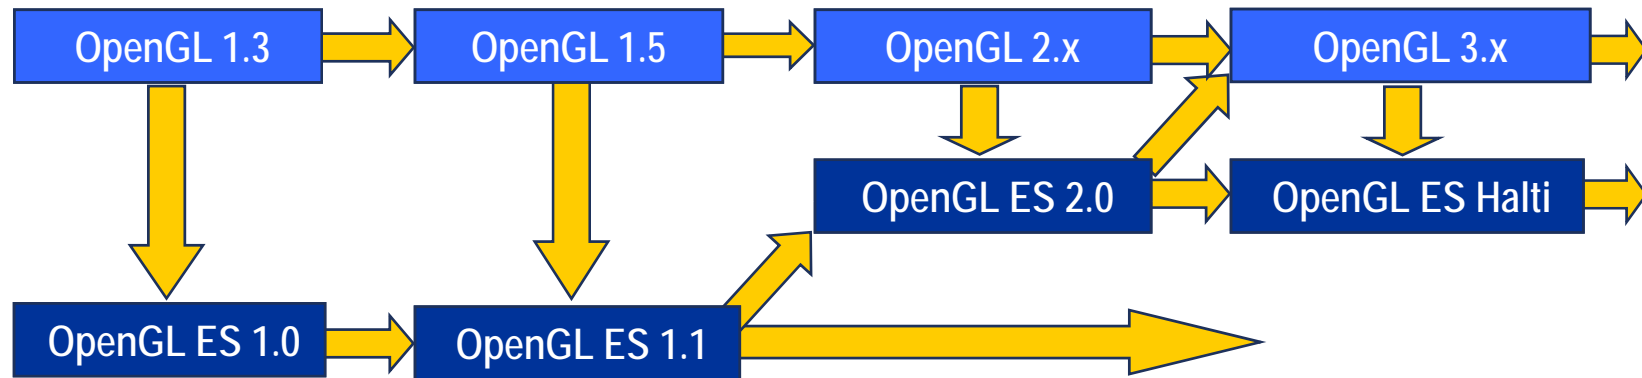 OpenGL 1.3
OpenGL 1.5
OpenGL 2.x
OpenGL 3.x
OpenGL ES 2.0
OpenGL ES Halti
OpenGL ES 1.0
OpenGL ES 1.1